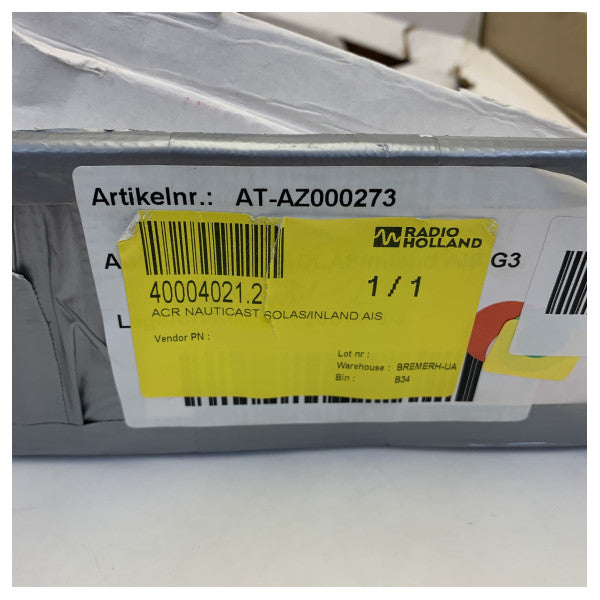 Artikelnr.: AT-AZ000273
RADIO
HOLLAND
G3
40004021.2
1 / 1
ACR NAUTICAST SOLAS/INLAND AIS
Vendor PN :
Lot nr :
Warehouse : BREMERH-UA
Bin : B34